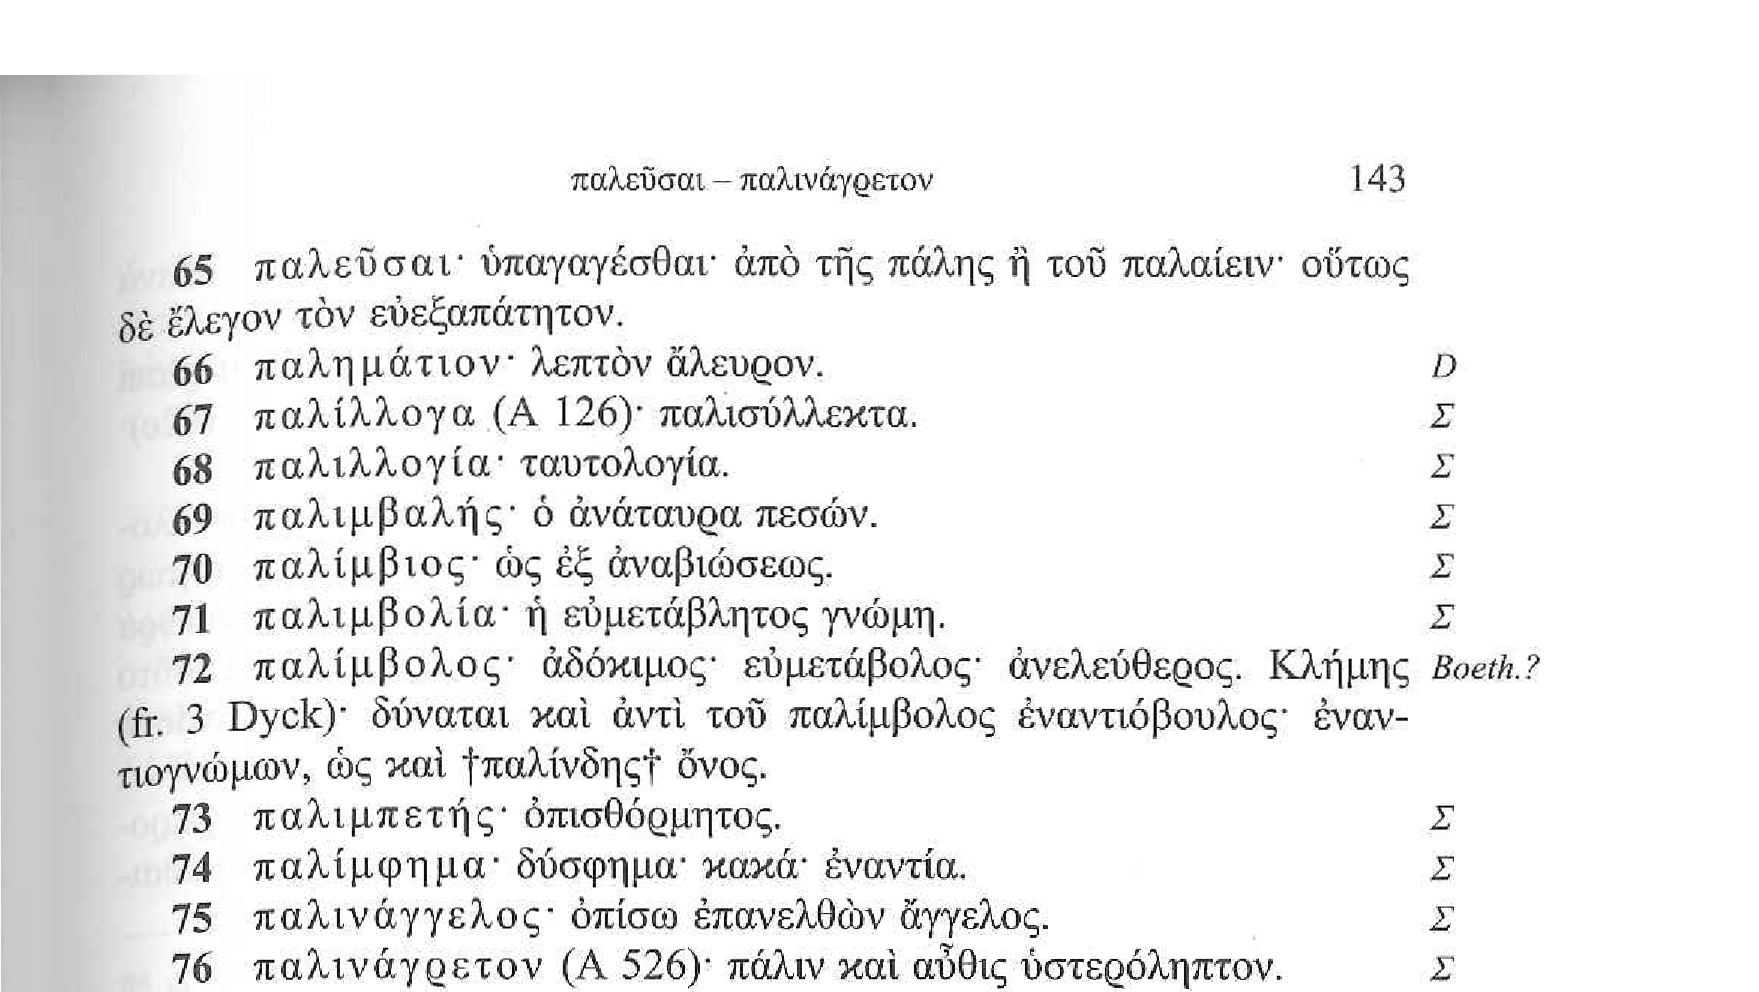 παλεῦσαι – παλινάγρετον 143
65 παλεῦσαι· ὑπαγαγέσθαι· ἀπὸ τῆς πάλης ἢ τοῦ παλαίειν· οὕτως
δὲ ἔλεγον τὸν εὐεξαπάτητον.
66 παλημάτιον· λεπτὸν ἄλευρον. D
67 παλίλλογα (Α 126)· παλισύλλεκτα. Σ
68 παλιλλογία· ταυτολογία. Σ
69 παλιμβαλής· ὁ ἀνάταυρα πεσών. Σ
70 παλίμβιος· ὡς ἐξ ἀναβιώσεως. Σ
71 παλιμβολία· ἡ εὐμετάβλητος γνώμη. Σ
72 παλίμβολος· ἀδόκιμος· εὐμετάβολος· ἀνελεύθερος. Κλήμης Boeth.?
(fr. 3 Dyck)· δύναται καὶ ἀντὶ τοῦ παλίμβολος ἐναντιόβουλος· ἐναν-
τιογνώμων, ὡς καὶ †παλίνδης† ὄνος.
73 παλιμπετής· ὀπισθόρμητος. Σ
74 παλίμφημα· δύσφημα· κακά· ἐναντία. Σ
75 παλινάγγελος· ὀπίσω ἐπανελθὼν ἄγγελος. Σ
76 παλινάγρετον (Α 526)· πάλιν καὶ αὖθις ὑστερόληπτον. Σ